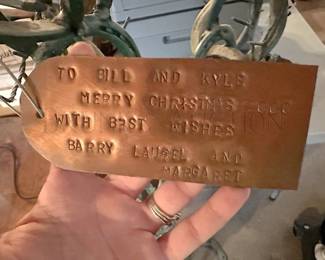 TO BILL AND KYLE
MERRY CHRISTMAS
WITH BEST WISHES
BARRY LAUREL AND
MARGARET